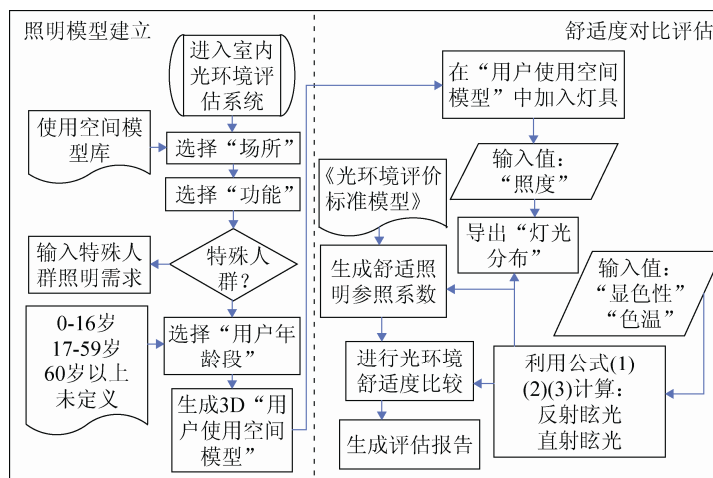 照明模型建立
进入室内
光环境评
估系统
使用空间模
型库
选择“场所”
选择“功能”
特殊人
群?
输入特殊人
群照明需求
0-16岁
17-59岁
60岁以上
未定义
选择“用户年
龄段”
生成3D“用
户使用空间
模型”
舒适度对比评估
在“用户使用空间
模型”中加入灯具
输入值：
“照度”
《光环境评价
标准模型》
导出“灯光
分布”
输入值：
“显色性”
“色温”
生成舒适照
明参照系数
进行光环境
舒适度比较
利用公式(1)
(2)(3)计算：
反射眩光
直射眩光
生成评估报告